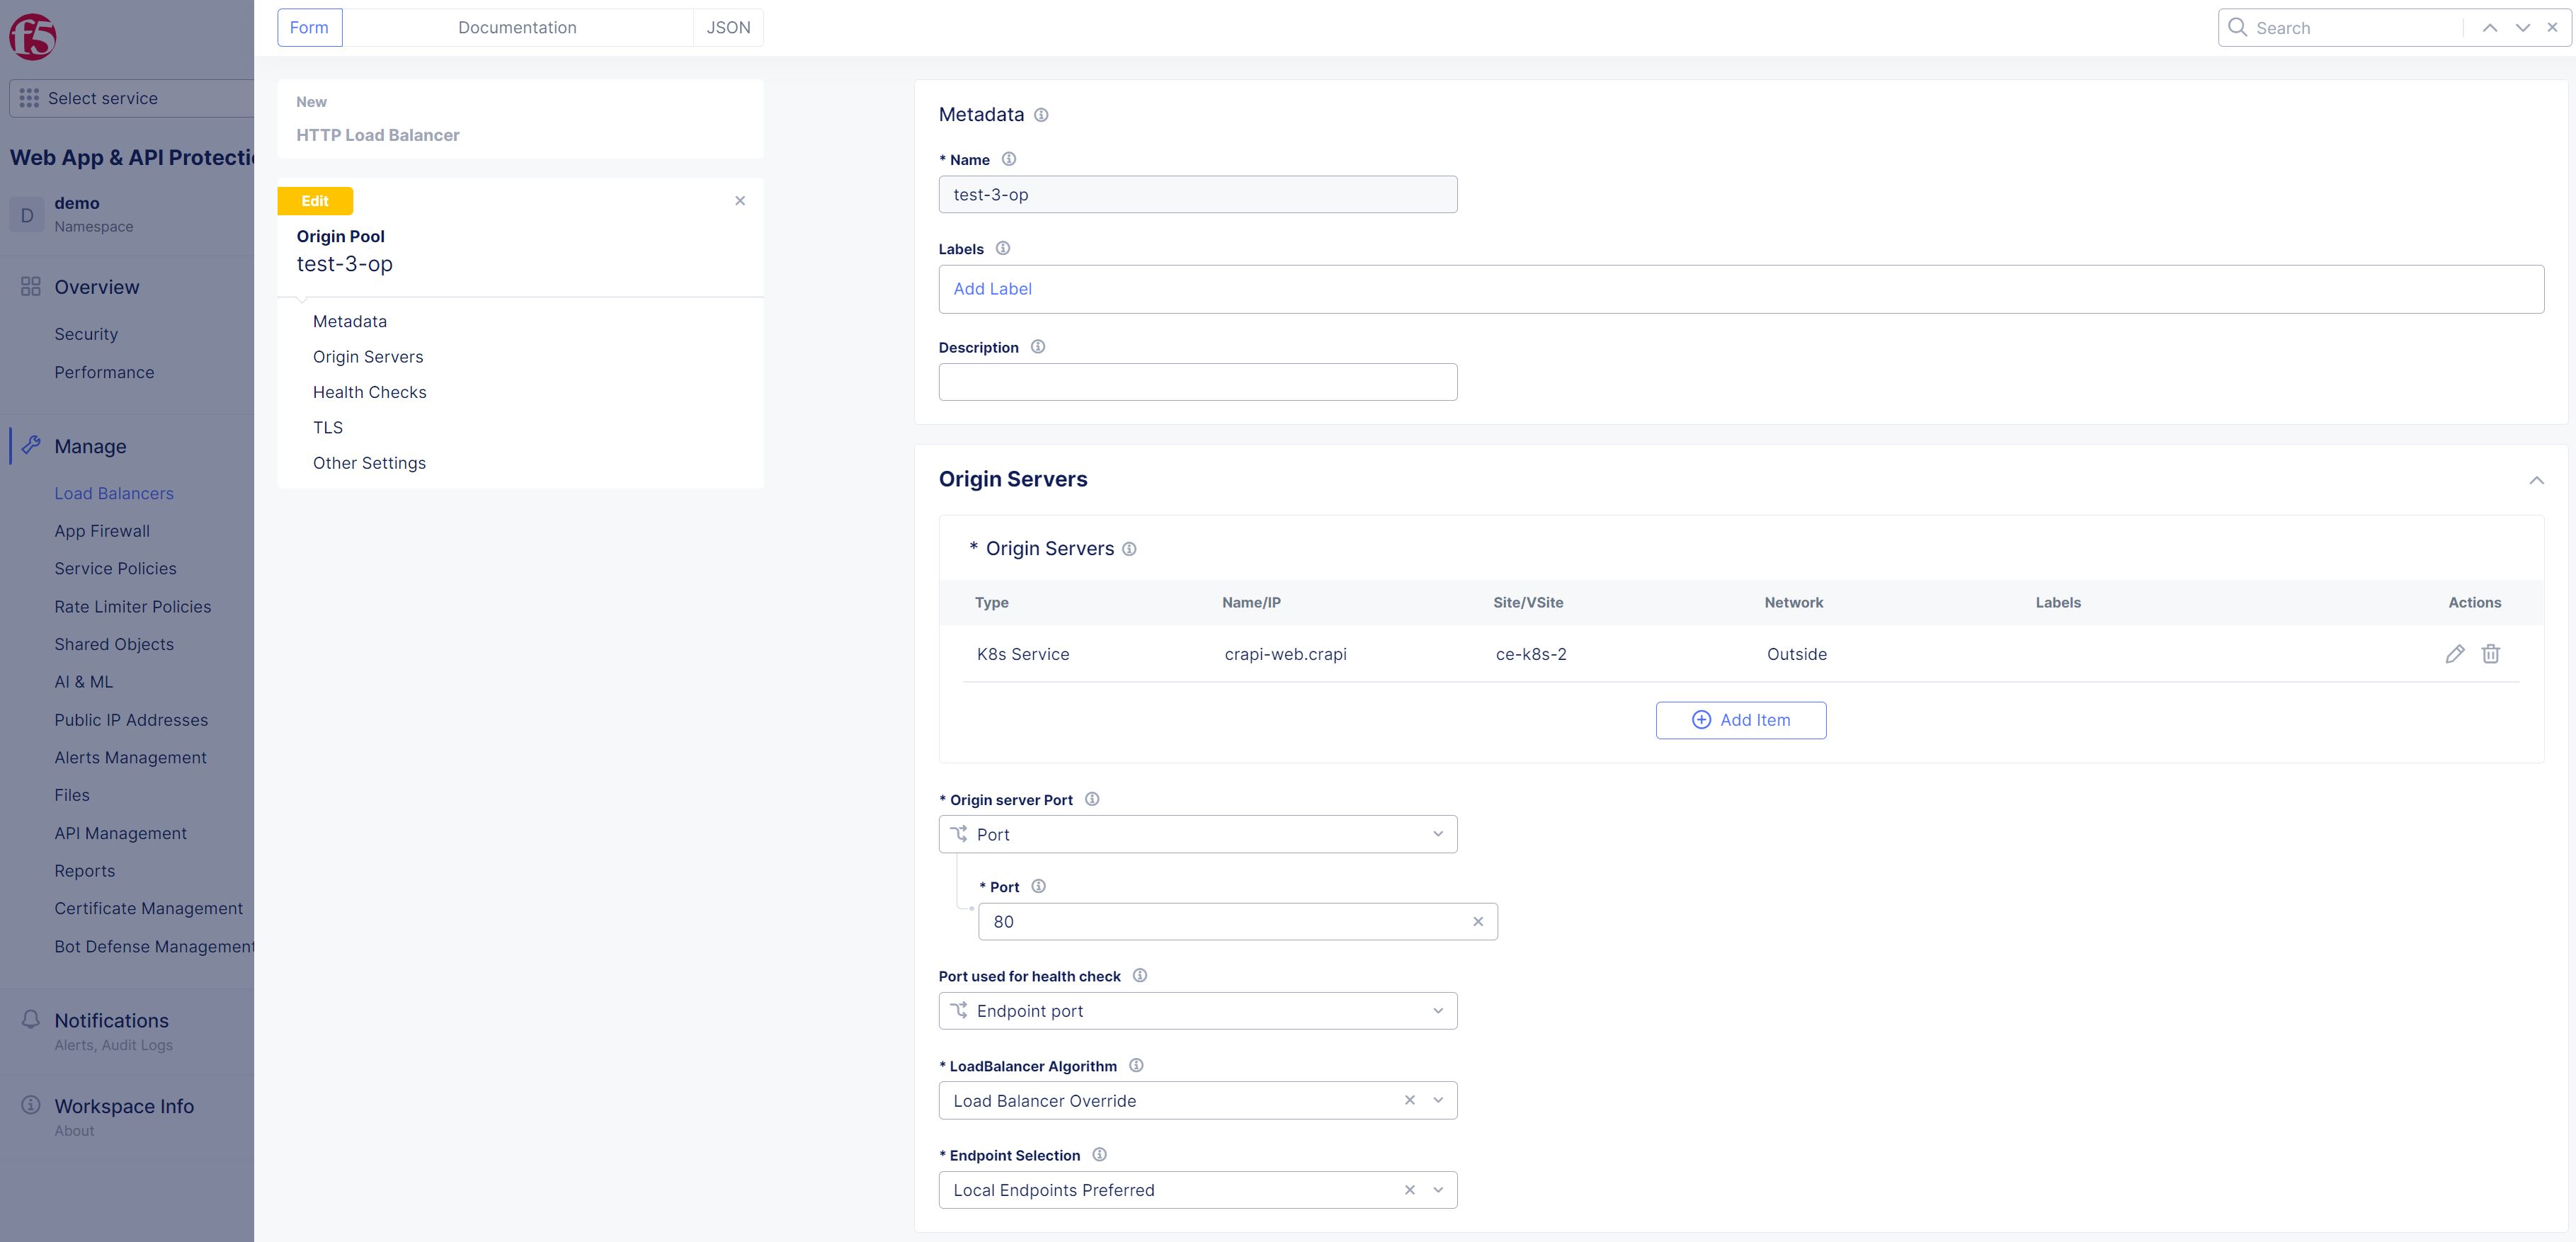 f5
Select service
Web App & API Protecti
D
demo
Namespace
Overview
Security
Performance
Manage
Load Balancers
App Firewall
Service Policies
Rate Limiter Policies
Shared Objects
AI & ML
Public IP Addresses
Alerts Management
Files
API Management
Reports
Certificate Management
Bot Defense Management
Notifications
Alerts, Audit Logs
Workspace Info
About
Form
Documentation
JSON
Search
New
HTTP Load Balancer
Edit
Origin Pool
test-3-op
Metadata
Origin Servers
Health Checks
TLS
Other Settings
Metadata
* Name
test-3-op
Labels
Add Label
Description
Origin Servers
* Origin Servers
Type Name/IP Site/VSite Network Labels Actions
K8s Service crapi-web.crapi ce-k8s-2 Outside
Add Item
* Origin server Port
Port
* Port
80
Port used for health check
Endpoint port
* LoadBalancer Algorithm
Load Balancer Override
* Endpoint Selection
Local Endpoints Preferred